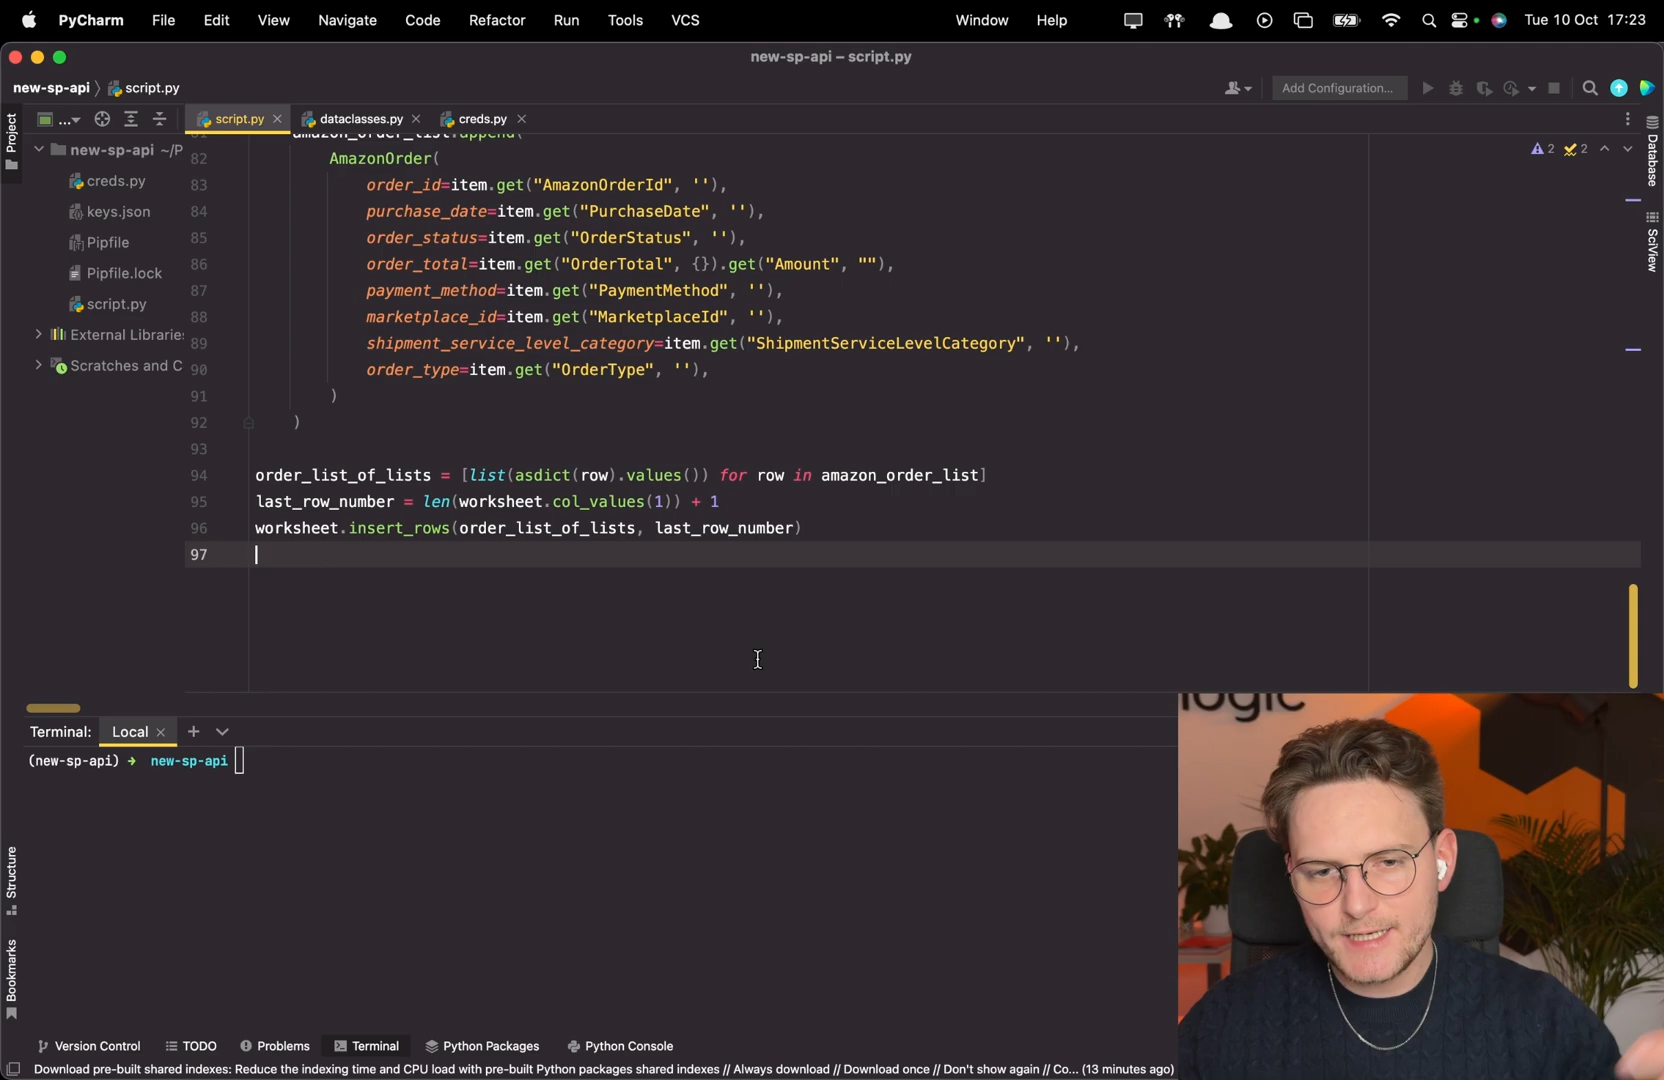 PyCharm File Edit View Navigate Code Refactor Run Tools VCS Window Help Tue 10 Oct 17:23
new-sp-api – script.py
new-sp-api script.py Add Configuration...
Project ... script.py dataclasses.py creds.py
new-sp-api ~/P
creds.py
keys.json
Pipfile
Pipfile.lock
script.py
External Libraries
Scratches and C
2 2
81 amazon_order_list.append(
82 AmazonOrder(
83 order_id=item.get("AmazonOrderId", ''),
84 purchase_date=item.get("PurchaseDate", ''),
85 order_status=item.get("OrderStatus", ''),
86 order_total=item.get("OrderTotal", {}).get("Amount", ""),
87 payment_method=item.get("PaymentMethod", ''),
88 marketplace_id=item.get("MarketplaceId", ''),
89 shipment_service_level_category=item.get("ShipmentServiceLevelCategory", ''),
90 order_type=item.get("OrderType", ''),
91 )
92 )
93
94 order_list_of_lists = [list(asdict(row).values()) for row in amazon_order_list]
95 last_row_number = len(worksheet.col_values(1)) + 1
96 worksheet.insert_rows(order_list_of_lists, last_row_number)
97
Database
SciView
Terminal: Local
(new-sp-api) → new-sp-api
logic
Structure
Bookmarks
Version Control TODO Problems Terminal Python Packages Python Console
Download pre-built shared indexes: Reduce the indexing time and CPU load with pre-built Python packages shared indexes // Always download // Download once // Don't show again // Co... (13 minutes ago)